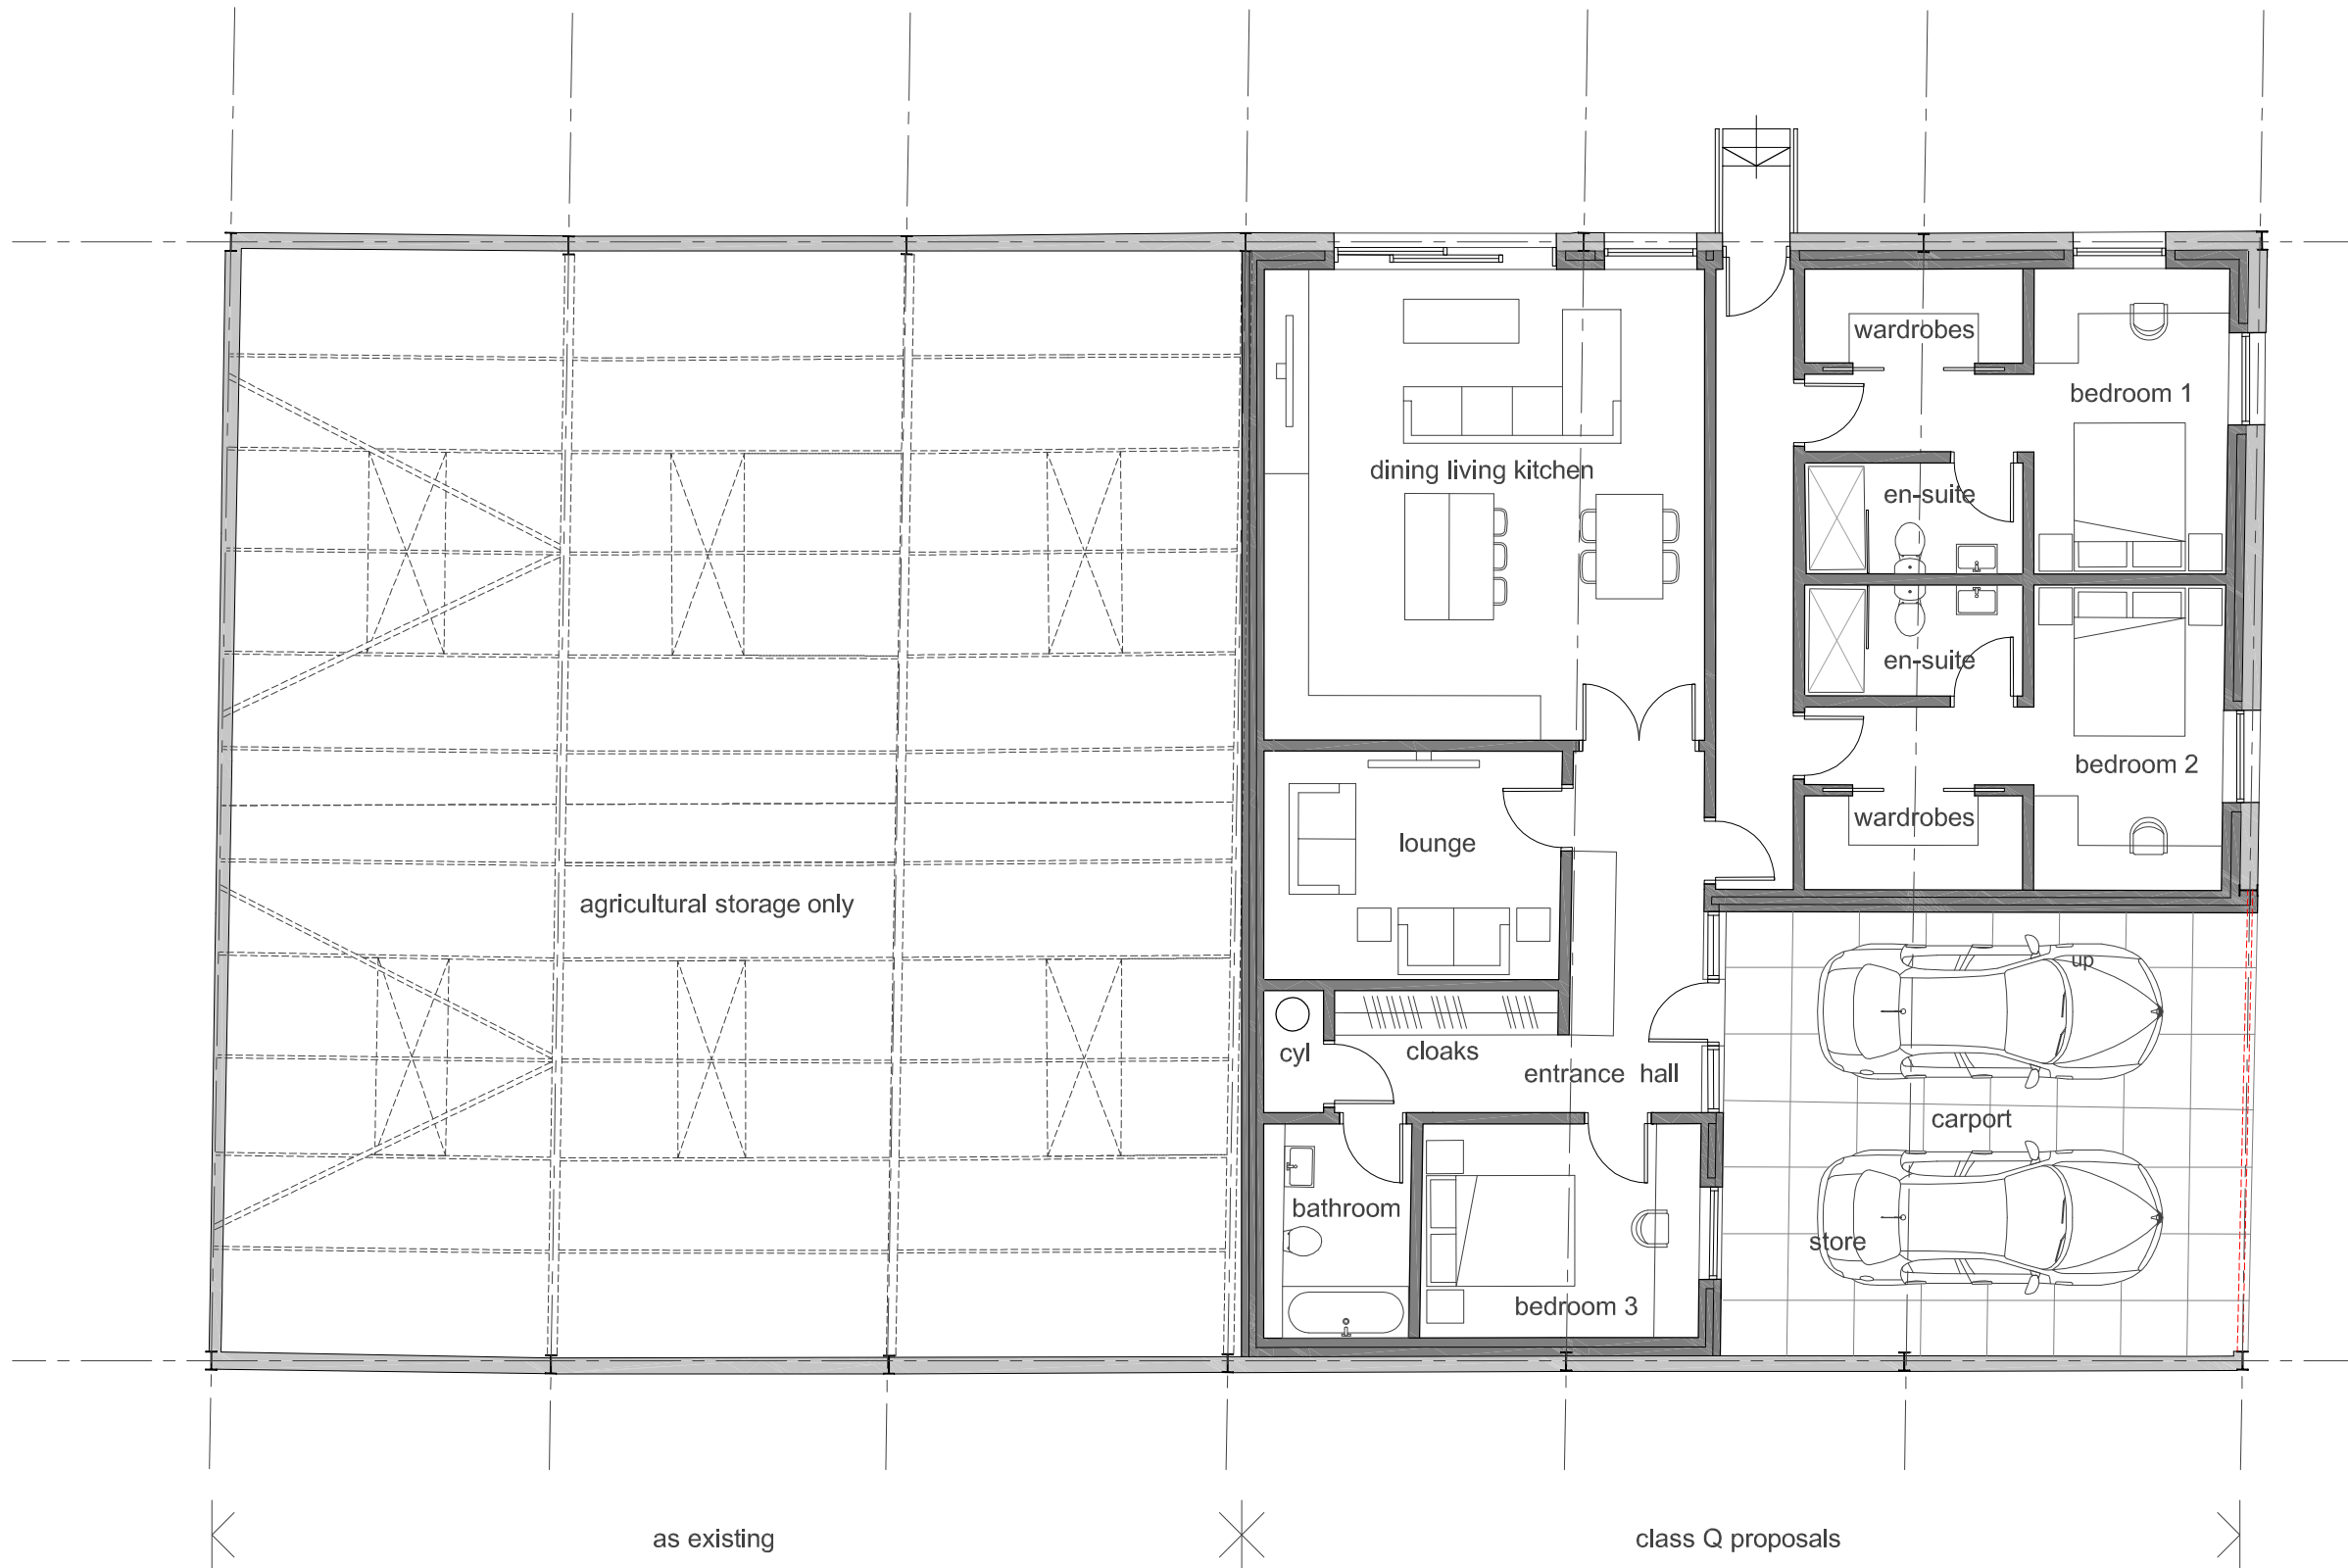 wardrobes
bedroom 1
dining living kitchen
en-suite
en-suite
bedroom 2
wardrobes
lounge
agricultural storage only
up
cyl
cloaks
entrance hall
carport
bathroom
store
bedroom 3
as existing
class Q proposals